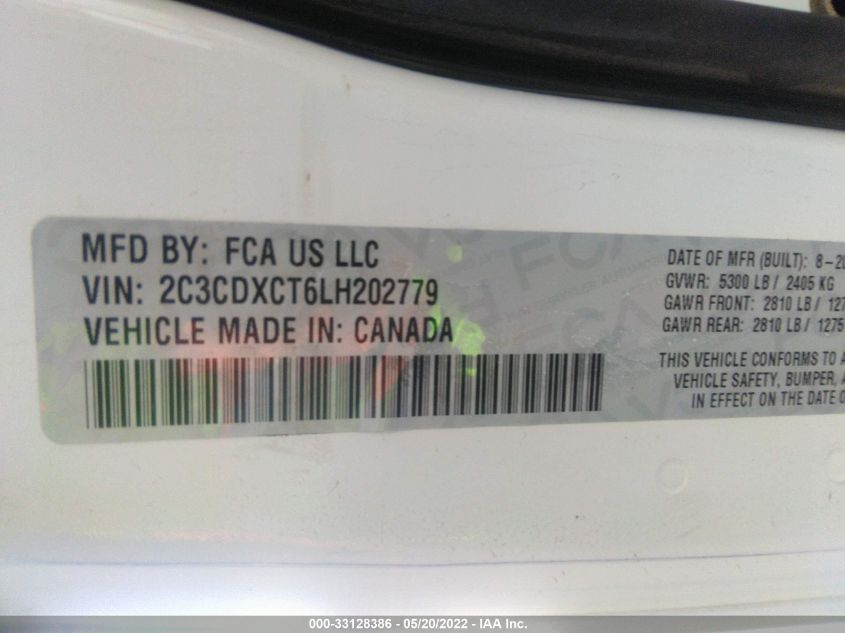 MFD BY: FCA US LLC
VIN: 2C3CDXCT6LH202779
VEHICLE MADE IN: CANADA
DATE OF MFR (BUILT): 8-20
GVWR: 5300 LB / 2405 KG
GAWR FRONT: 2810 LB / 127
GAWR REAR: 2810 LB / 1275
THIS VEHICLE CONFORMS TO A
VEHICLE SAFETY, BUMPER, A
IN EFFECT ON THE DATE O
000-33128386 - 05/20/2022 - IAA Inc.